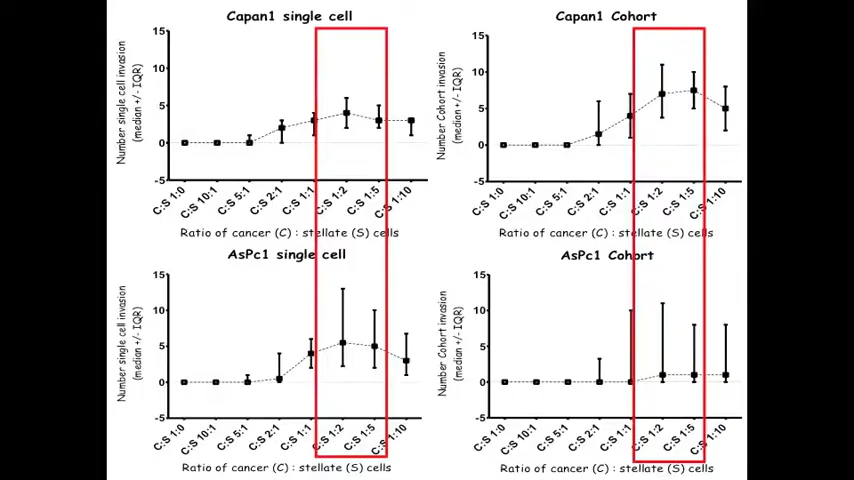 Capan1 single cell
Number single cell invasion
(median +/- IQR)
15
10
5
0
-5
C:S 1:0
C:S 10:1
C:S 5:1
C:S 2:1
C:S 1:1
C:S 1:2
C:S 1:5
C:S 1:10
Ratio of cancer (C) : stellate (S) cells
Capan1 Cohort
Number Cohort invasion
(median +/- IQR)
15
10
5
0
-5
C:S 1:0
C:S 10:1
C:S 5:1
C:S 2:1
C:S 1:1
C:S 1:2
C:S 1:5
C:S 1:10
Ratio of cancer (C) : stellate (S) cells
AsPc1 single cell
Number single cell invasion
(median +/- IQR)
15
10
5
0
-5
C:S 1:0
C:S 10:1
C:S 5:1
C:S 2:1
C:S 1:1
C:S 1:2
C:S 1:5
C:S 1:10
Ratio of cancer (C) : stellate (S) cells
AsPc1 Cohort
Number Cohort invasion
(median +/- IQR)
15
10
5
0
-5
C:S 1:0
C:S 10:1
C:S 5:1
C:S 2:1
C:S 1:1
C:S 1:2
C:S 1:5
C:S 1:10
Ratio of cancer (C) : stellate (S) cells